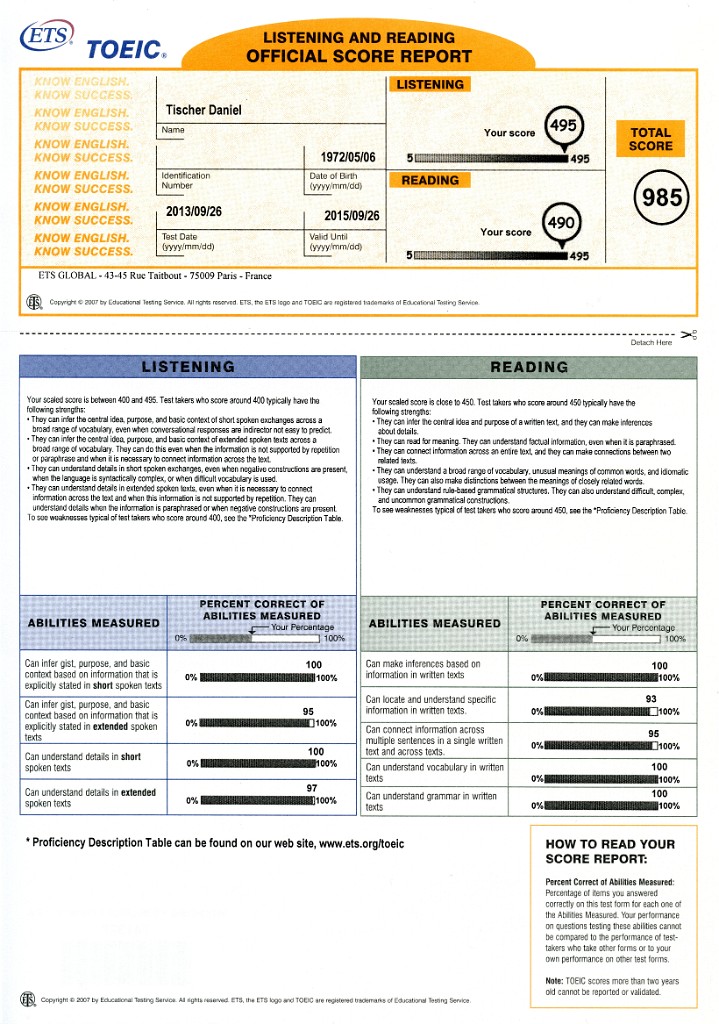 ETS®
TOEIC®
LISTENING AND READING
OFFICIAL SCORE REPORT
KNOW ENGLISH.
KNOW SUCCESS.
KNOW ENGLISH.
KNOW SUCCESS.
KNOW ENGLISH.
KNOW SUCCESS.
KNOW ENGLISH.
KNOW SUCCESS.
KNOW ENGLISH.
KNOW SUCCESS.
KNOW ENGLISH.
KNOW SUCCESS.
Tischer Daniel
Name
1972/05/06
Identification
Number
Date of Birth
(yyyy/mm/dd)
2013/09/26
2015/09/26
Test Date
(yyyy/mm/dd)
Valid Until
(yyyy/mm/dd)
LISTENING
Your score
495
5
495
READING
Your score
490
5
495
TOTAL
SCORE
985
ETS GLOBAL - 43-45 Rue Taitbout - 75009 Paris - France
ETS Copyright © 2007 by Educational Testing Service. All rights reserved. ETS, the ETS logo and TOEIC are registered trademarks of Educational Testing Service.
Detach Here
LISTENING
Your scaled score is between 400 and 495. Test takers who score around 400 typically have the
following strengths:
• They can infer the central idea, purpose, and basic context of short spoken exchanges across a
broad range of vocabulary, even when conversational responses are indirector not easy to predict.
• They can infer the central idea, purpose, and basic context of extended spoken texts across a
broad range of vocabulary. They can do this even when the information is not supported by repetition
or paraphrase and when it is necessary to connect information across the text.
• They can understand details in short spoken exchanges, even when negative constructions are present,
when the language is syntactically complex, or when difficult vocabulary is used.
• They can understand details in extended spoken texts, even when it is necessary to connect
information across the text and when this information is not supported by repetition. They can
understand details when the information is paraphrased or when negative constructions are present.
To see weaknesses typical of test takers who score around 400, see the *Proficiency Description Table.
READING
Your scaled score is close to 450. Test takers who score around 450 typically have the
following strengths:
• They can infer the central idea and purpose of a written text, and they can make inferences
about details.
• They can read for meaning. They can understand factual information, even when it is paraphrased.
• They can connect information across an entire text, and they can make connections between two
related texts.
• They can understand a broad range of vocabulary, unusual meanings of common words, and idiomatic
usage. They can also make distinctions between the meanings of closely related words.
• They can understand rule-based grammatical structures. They can also understand difficult, complex,
and uncommon grammatical constructions.
To see weaknesses typical of test takers who score around 450, see the *Proficiency Description Table.
ABILITIES MEASURED
PERCENT CORRECT OF
ABILITIES MEASURED
Your Percentage
0% 100%
Can infer gist, purpose, and basic
context based on information that is
explicitly stated in short spoken texts
100
0% 100%
Can infer gist, purpose, and basic
context based on information that is
explicitly stated in extended spoken
texts
95
0% 100%
Can understand details in short
spoken texts
100
0% 100%
Can understand details in extended
spoken texts
97
0% 100%
ABILITIES MEASURED
PERCENT CORRECT OF
ABILITIES MEASURED
Your Percentage
0% 100%
Can make inferences based on
information in written texts
100
0% 100%
Can locate and understand specific
information in written texts.
93
0% 100%
Can connect information across
multiple sentences in a single written
text and across texts.
95
0% 100%
Can understand vocabulary in written
texts
100
0% 100%
Can understand grammar in written
texts
100
0% 100%
* Proficiency Description Table can be found on our web site, www.ets.org/toeic
HOW TO READ YOUR
SCORE REPORT:
Percent Correct of Abilities Measured:
Percentage of items you answered
correctly on this test form for each one of
the Abilities Measured. Your performance
on questions testing these abilities cannot
be compared to the performance of test-
takers who take other forms or to your
own performance on other test forms.
Note: TOEIC scores more than two years
old cannot be reported or validated.
ETS Copyright © 2007 by Educational Testing Service. All rights reserved. ETS, the ETS logo and TOEIC are registered trademarks of Educational Testing Service.